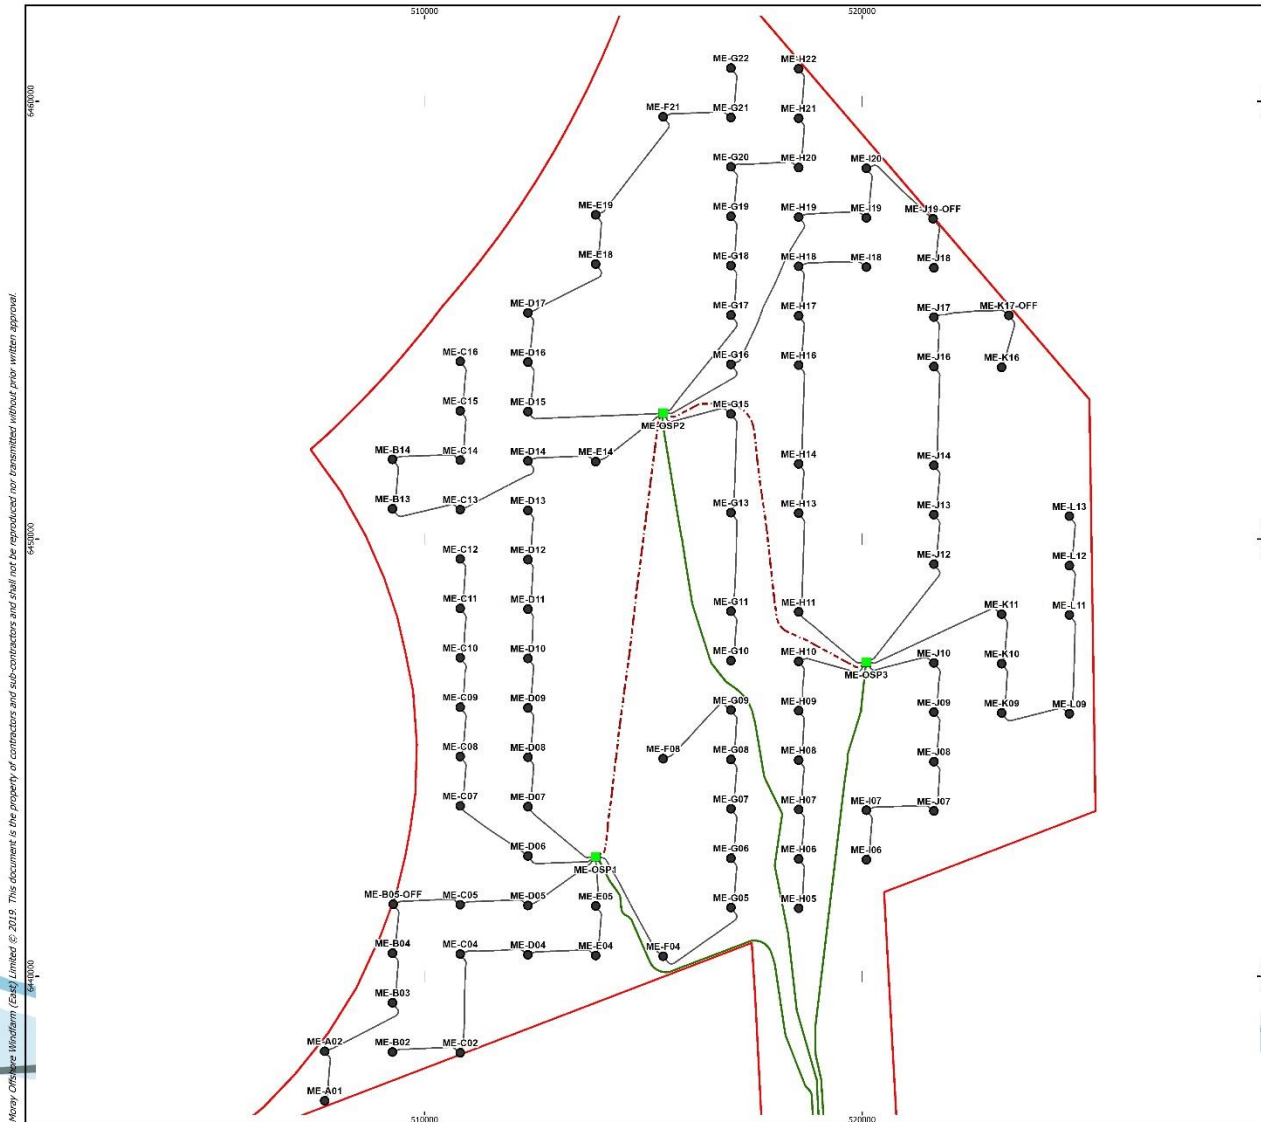 510000
520000
ME-G22
ME-H22
6460000
ME-F21
ME-G21
ME-H21
ME-G20
ME-H20
ME-I20
ME-E19
ME-G19
ME-H19
ME-I19
ME-J19-OFF
ME-E18
ME-G18
ME-H18
ME-I18
ME-J18
ME-D17
ME-G17
ME-H17
ME-J17
ME-K17-OFF
ME-C16
ME-D16
ME-G16
ME-H16
ME-J16
ME-K16
ME-C15
ME-D15
ME-OSP2
ME-G15
ME-B14
ME-C14
ME-D14
ME-E14
ME-H14
ME-J14
ME-B13
ME-C13
ME-D13
ME-G13
ME-H13
ME-J13
ME-L13
6450000
ME-C12
ME-D12
ME-J12
ME-L12
ME-C11
ME-D11
ME-G11
ME-H11
ME-K11
ME-L11
ME-C10
ME-D10
ME-G10
ME-H10
ME-OSP3
ME-J10
ME-K10
ME-C09
ME-D09
ME-G09
ME-H09
ME-J09
ME-K09
ME-L09
ME-C08
ME-D08
ME-F08
ME-G08
ME-H08
ME-J08
ME-C07
ME-D07
ME-G07
ME-H07
ME-I07
ME-J07
ME-D06
ME-OSP1
ME-G06
ME-H06
ME-I06
ME-B05-OFF
ME-C05
ME-D05
ME-E05
ME-G05
ME-H05
ME-B04
ME-C04
ME-D04
ME-E04
ME-F04
6440000
ME-B03
ME-A02
ME-B02
ME-C02
ME-A01
510000
520000
Moray Offshore Windfarm (East) Limited © 2019. This document is the property of contractors and sub-contractors and shall not be reproduced nor transmitted without prior written approval.